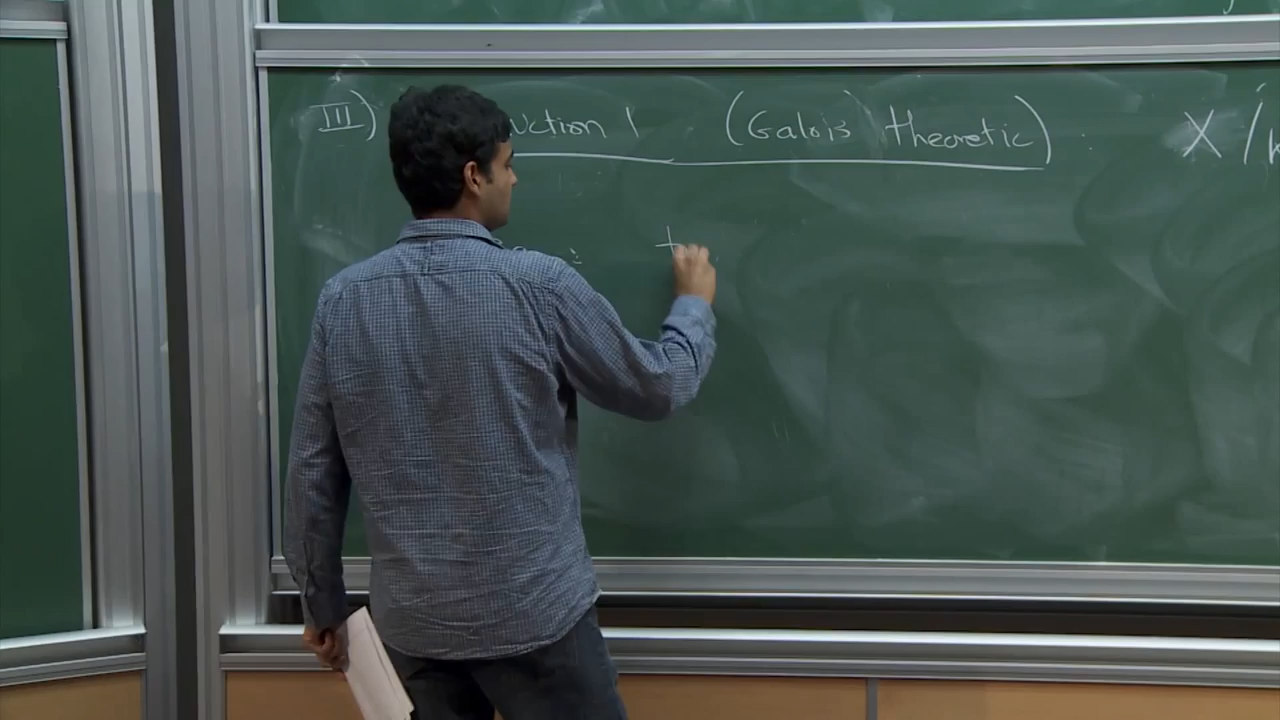 III) uction 1 (Galois theoretic) : X /k